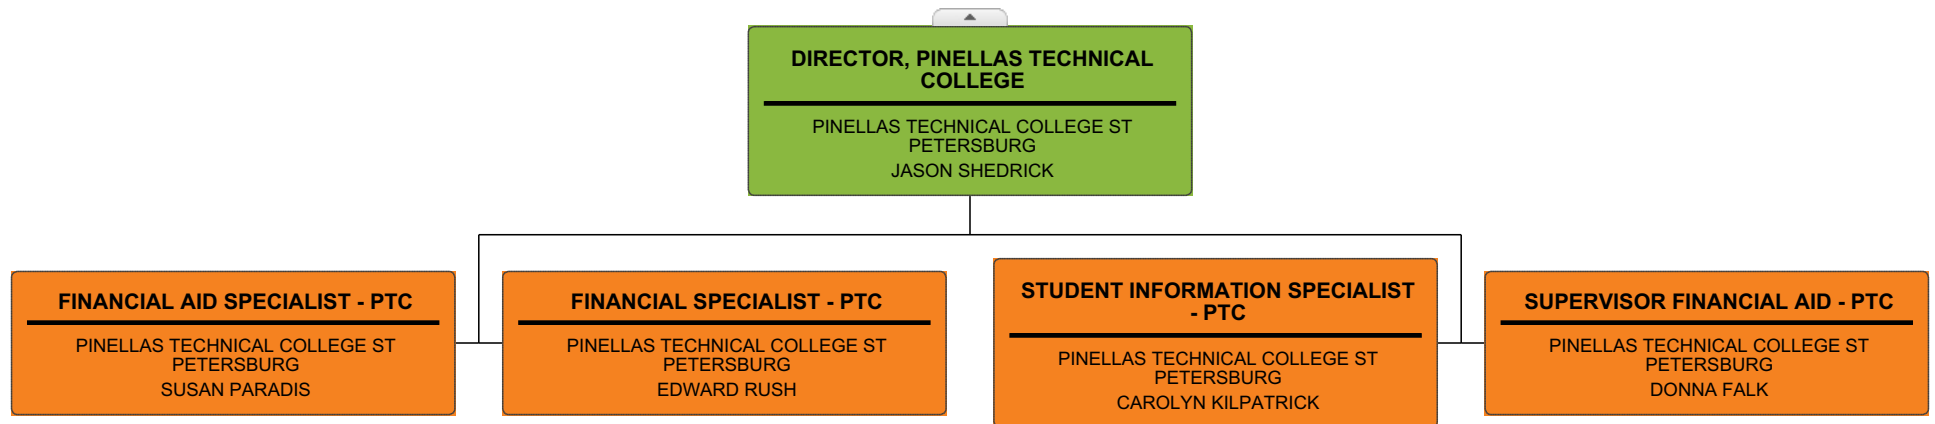 DIRECTOR, PINELLAS TECHNICAL
COLLEGE
PINELLAS TECHNICAL COLLEGE ST
PETERSBURG
JASON SHEDRICK
FINANCIAL AID SPECIALIST - PTC
PINELLAS TECHNICAL COLLEGE ST
PETERSBURG
SUSAN PARADIS
FINANCIAL SPECIALIST - PTC
PINELLAS TECHNICAL COLLEGE ST
PETERSBURG
EDWARD RUSH
STUDENT INFORMATION SPECIALIST
- PTC
PINELLAS TECHNICAL COLLEGE ST
PETERSBURG
CAROLYN KILPATRICK
SUPERVISOR FINANCIAL AID - PTC
PINELLAS TECHNICAL COLLEGE ST
PETERSBURG
DONNA FALK